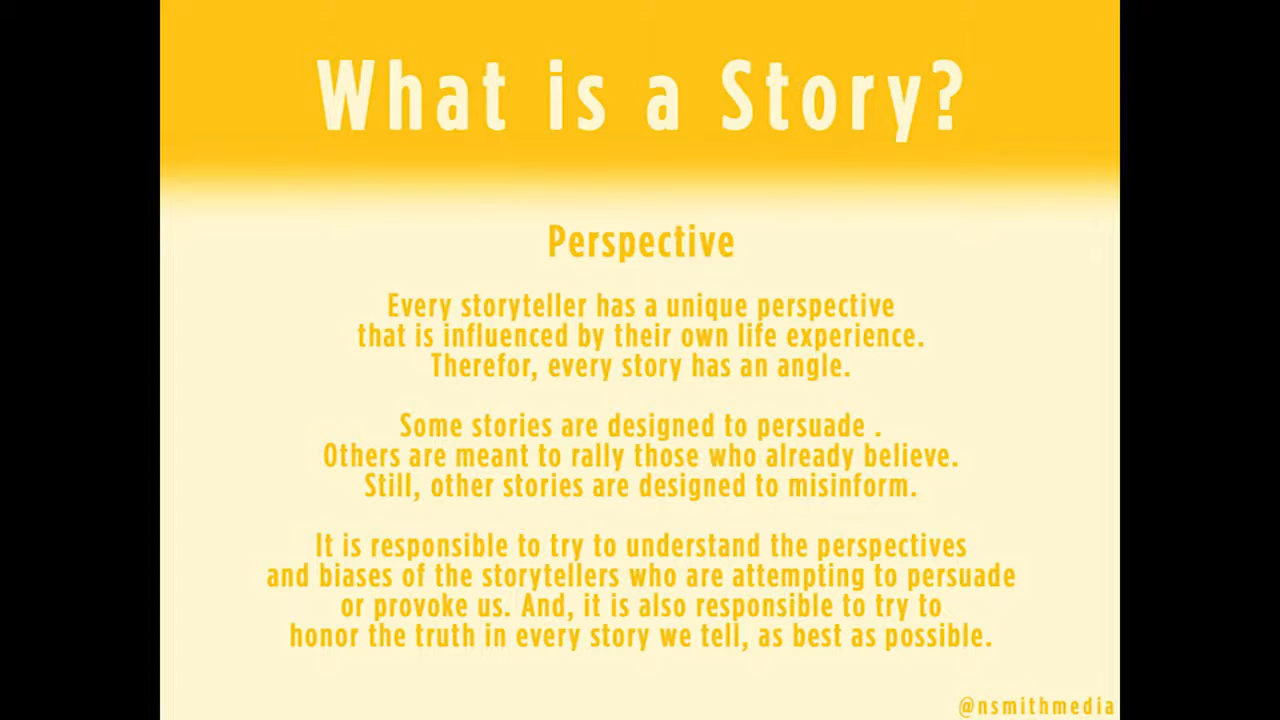 What is a Story?
Perspective
Every storyteller has a unique perspective
that is influenced by their own life experience.
Therefor, every story has an angle.
Some stories are designed to persuade .
Others are meant to rally those who already believe.
Still, other stories are designed to misinform.
It is responsible to try to understand the perspectives
and biases of the storytellers who are attempting to persuade
or provoke us. And, it is also responsible to try to
honor the truth in every story we tell, as best as possible.
@nsmithmedia